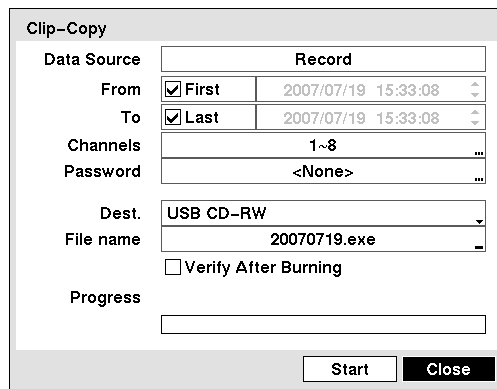 Clip-Copy
Data Source Record
From First 2007/07/19 15:33:08
To Last 2007/07/19 15:33:08
Channels 1~8 ...
Password <None> ...
Dest. USB CD-RW
File name 20070719.exe
Verify After Burning
Progress
Start Close